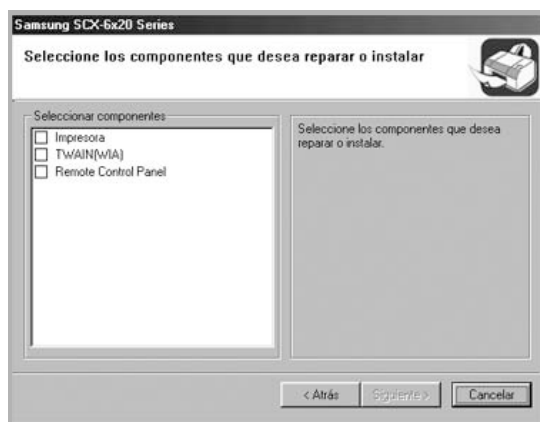 Samsung SCX-6x20 Series
Seleccione los componentes que desea reparar o instalar
Seleccionar componentes
Impresora
TWAIN(WIA)
Remote Control Panel
Seleccione los componentes que desea
reparar o instalar.
< Atrás
Siguiente >
Cancelar